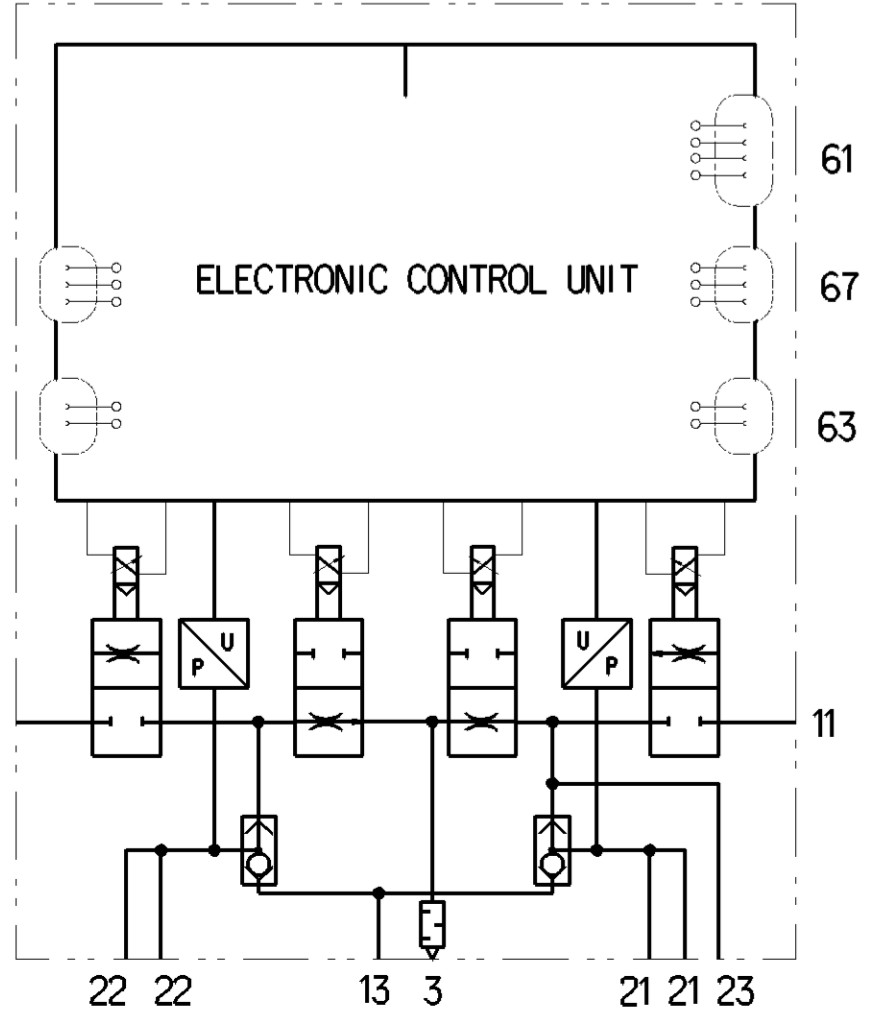 61
ELECTRONIC CONTROL UNIT
67
63
P U
U P
11
22 22 13 3 21 21 23